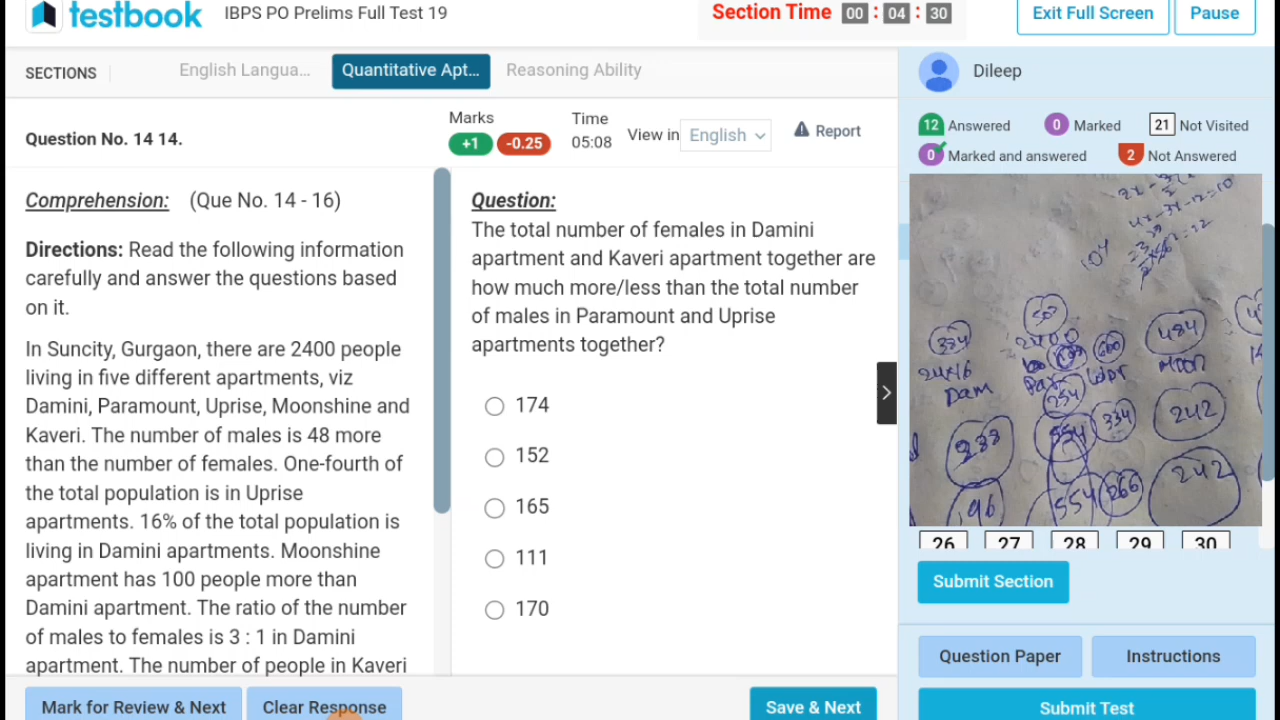 testbook
IBPS PO Prelims Full Test 19
Section Time 00 : 04 : 30
Exit Full Screen
Pause
SECTIONS
English Langua...
Quantitative Apt...
Reasoning Ability
Dileep
Question No. 14 14.
Marks
+1 -0.25
Time
05:08
View in English
Report
12 Answered
0 Marked
21 Not Visited
0 Marked and answered
2 Not Answered
Comprehension: (Que No. 14 - 16)
Directions: Read the following information
carefully and answer the questions based
on it.
In Suncity, Gurgaon, there are 2400 people
living in five different apartments, viz
Damini, Paramount, Uprise, Moonshine and
Kaveri. The number of males is 48 more
than the number of females. One-fourth of
the total population is in Uprise
apartments. 16% of the total population is
living in Damini apartments. Moonshine
apartment has 100 people more than
Damini apartment. The ratio of the number
of males to females is 3 : 1 in Damini
apartment. The number of people in Kaveri
Question:
The total number of females in Damini
apartment and Kaveri apartment together are
how much more/less than the total number
of males in Paramount and Uprise
apartments together?
174
152
165
111
170
104
384
2400
600
484
Dam
254
288
334
242
96
554
266
242
26 27 28 29 30
Submit Section
Question Paper
Instructions
Submit Test
Mark for Review & Next
Clear Response
Save & Next